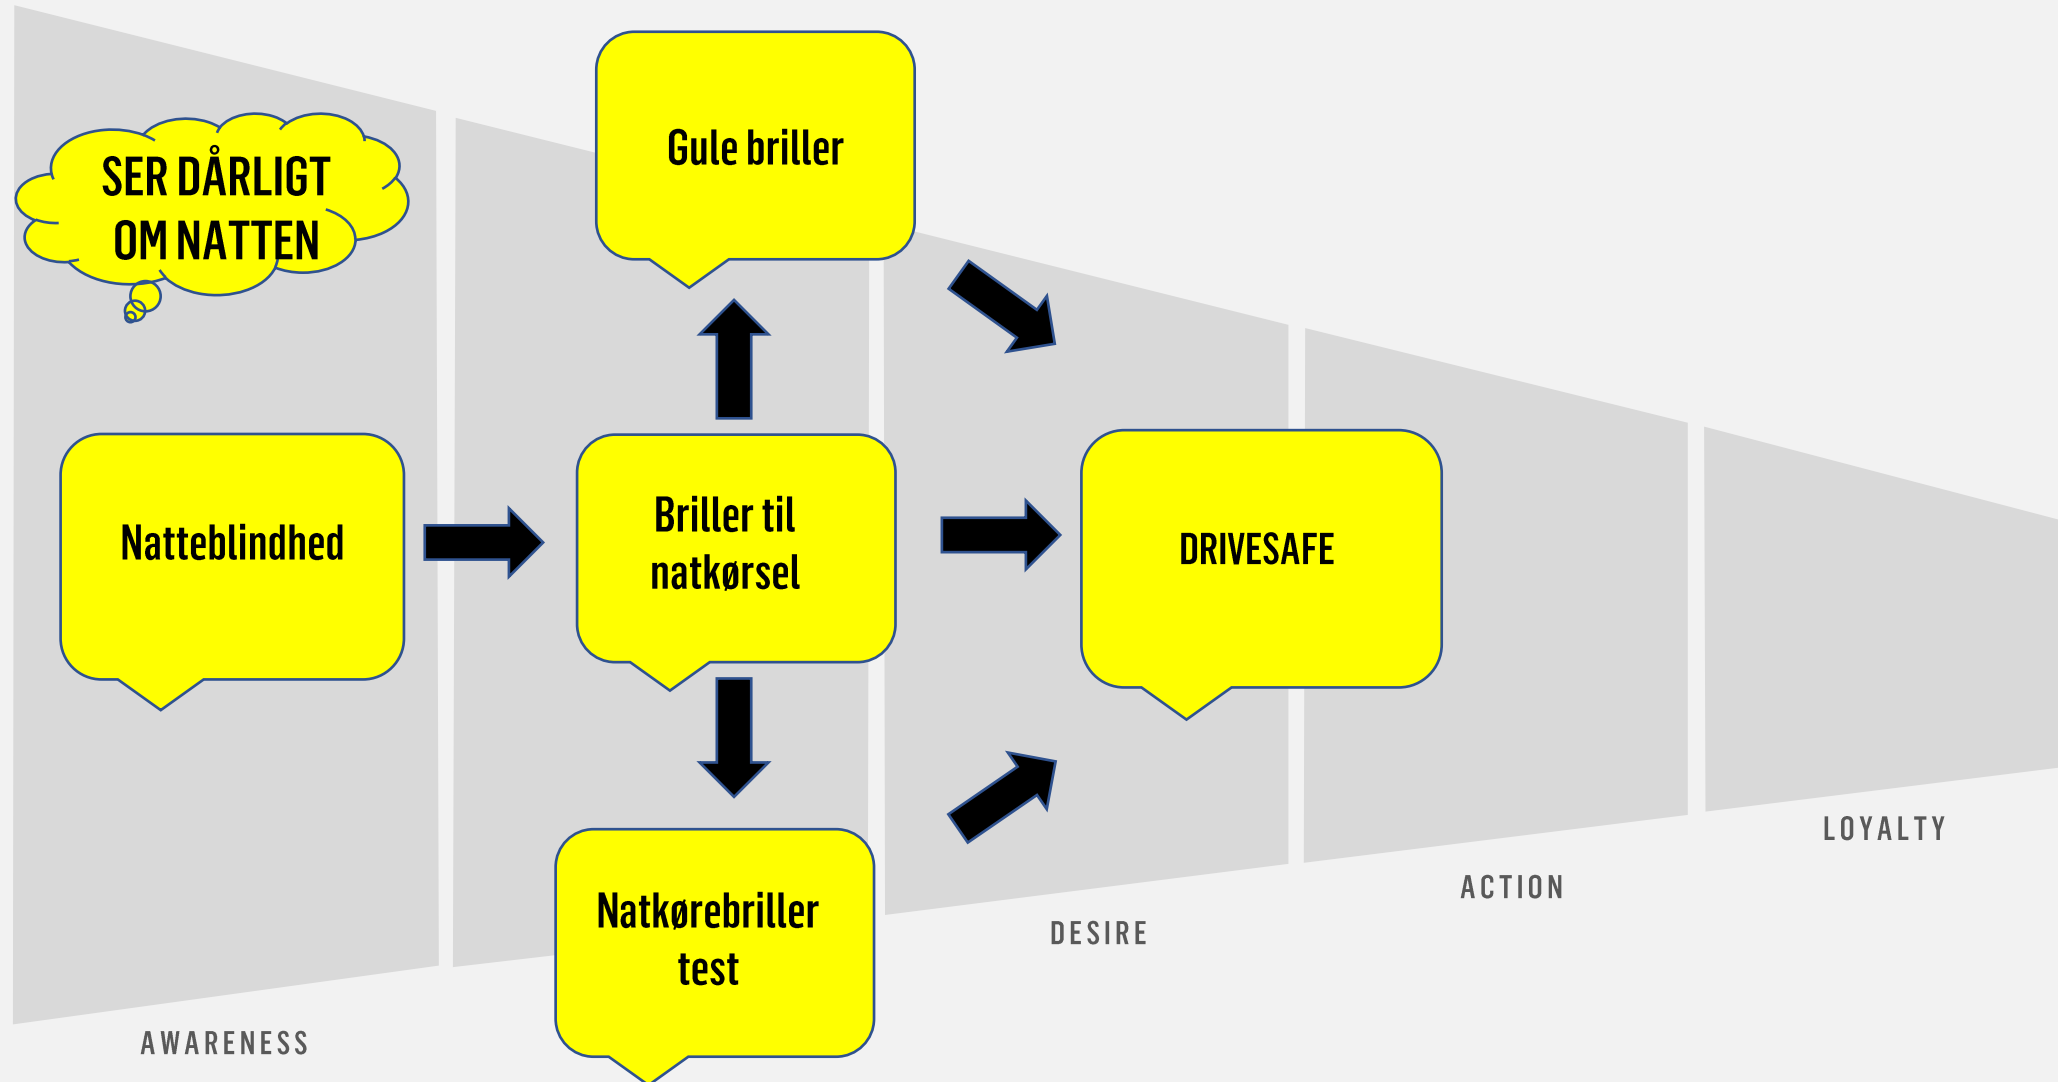 SER DÅRLIGT
OM NATTEN
Natteblindhed
Gule briller
Briller til
natkørsel
Natkørebriller
test
DRIVESAFE
AWARENESS
DESIRE
ACTION
LOYALTY